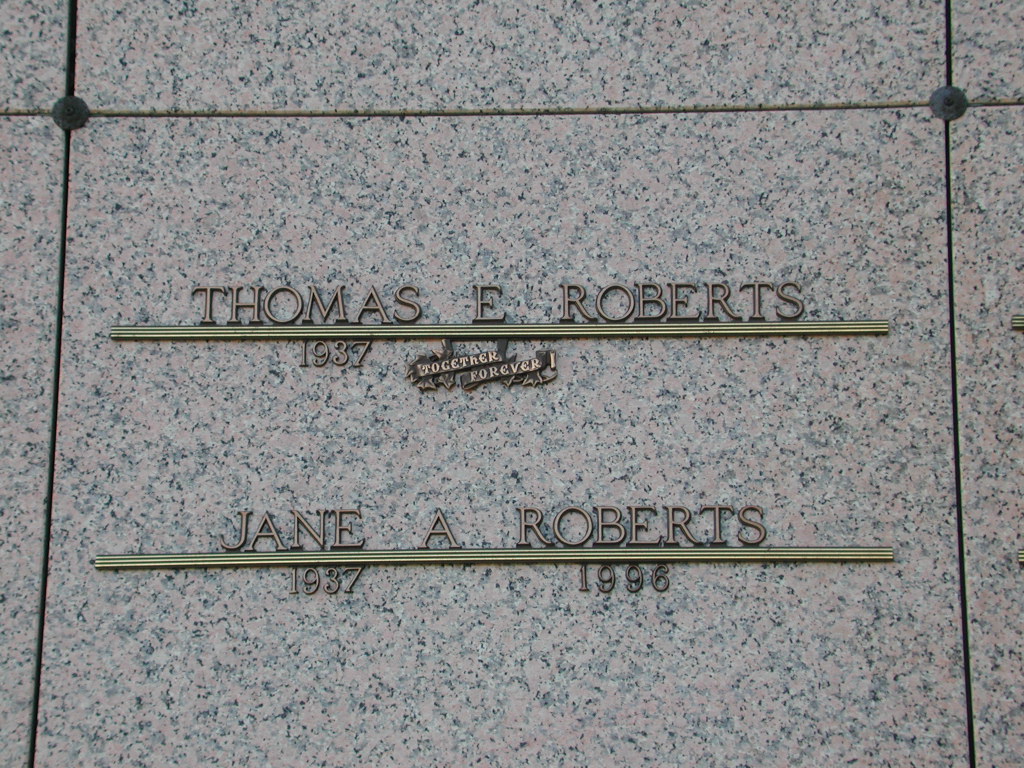 THOMAS E ROBERTS
1937
TOGETHER
FOREVER!
JANE A ROBERTS
1937 1996